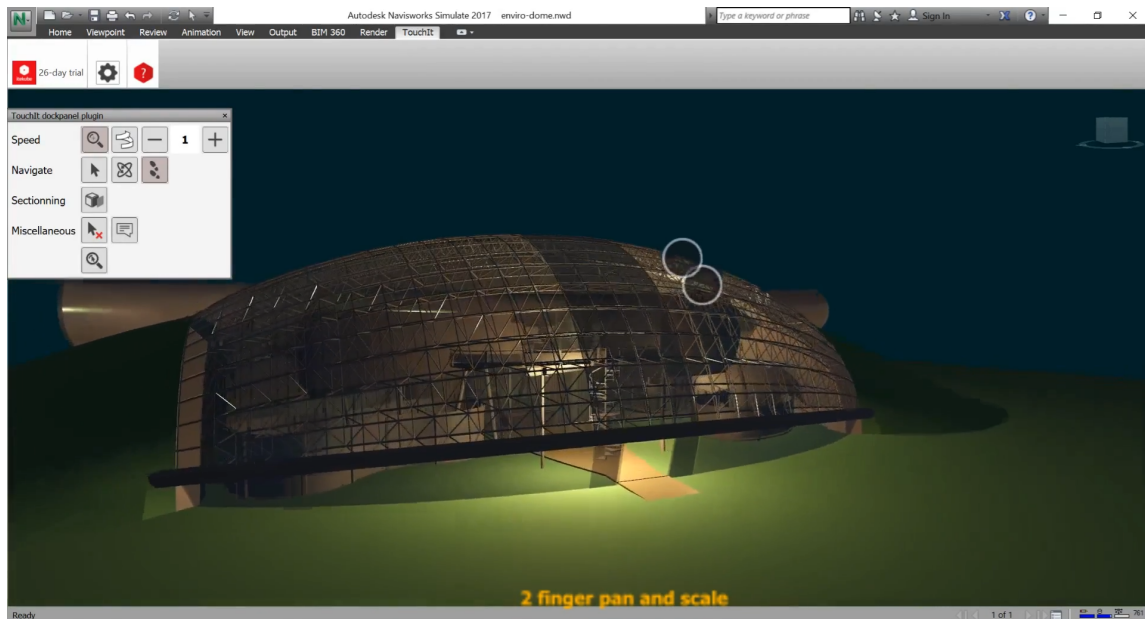 Autodesk Navisworks Simulate 2017 enviro-dome.nwd
Type a keyword or phrase
Sign In
Home Viewpoint Review Animation View Output BIM 360 Render TouchIt
26-day trial
TouchIt dockpanel plugin
Speed 1
Navigate
Sectionning
Miscellaneous
2 finger pan and scale
Ready
1 of 1
761